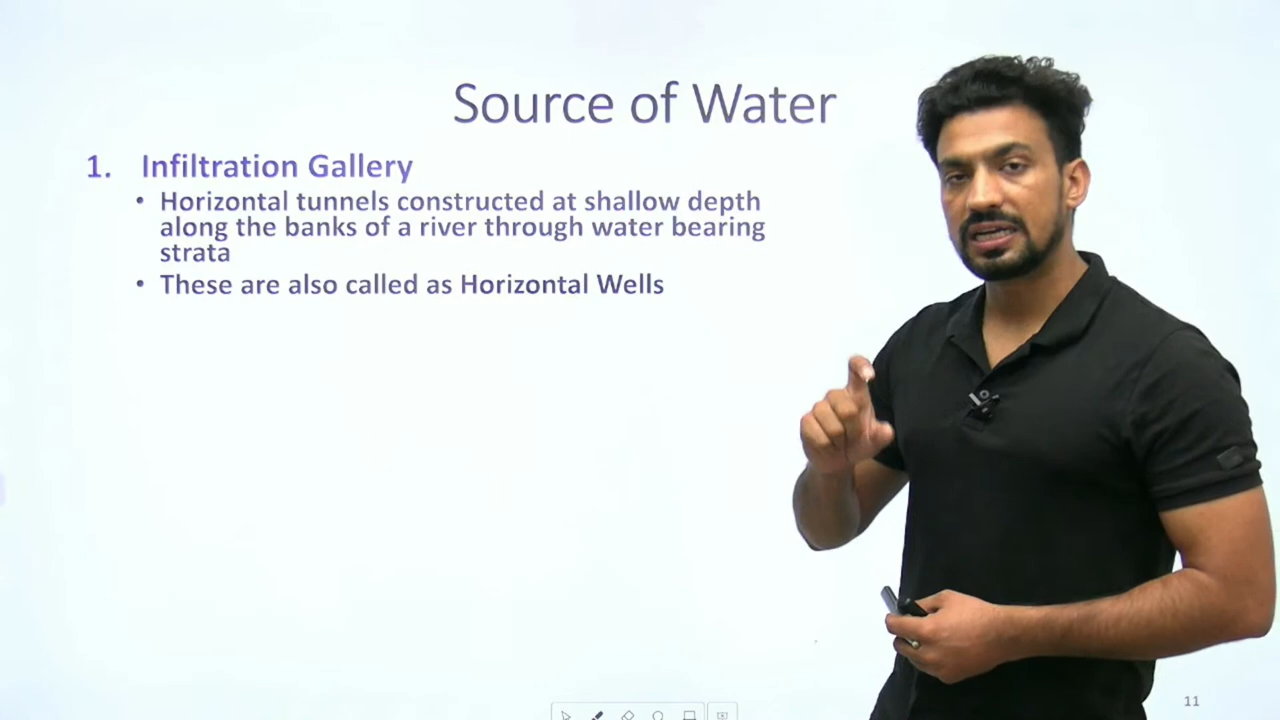 Source of Water
1. Infiltration Gallery
• Horizontal tunnels constructed at shallow depth
along the banks of a river through water bearing
strata
• These are also called as Horizontal Wells
11